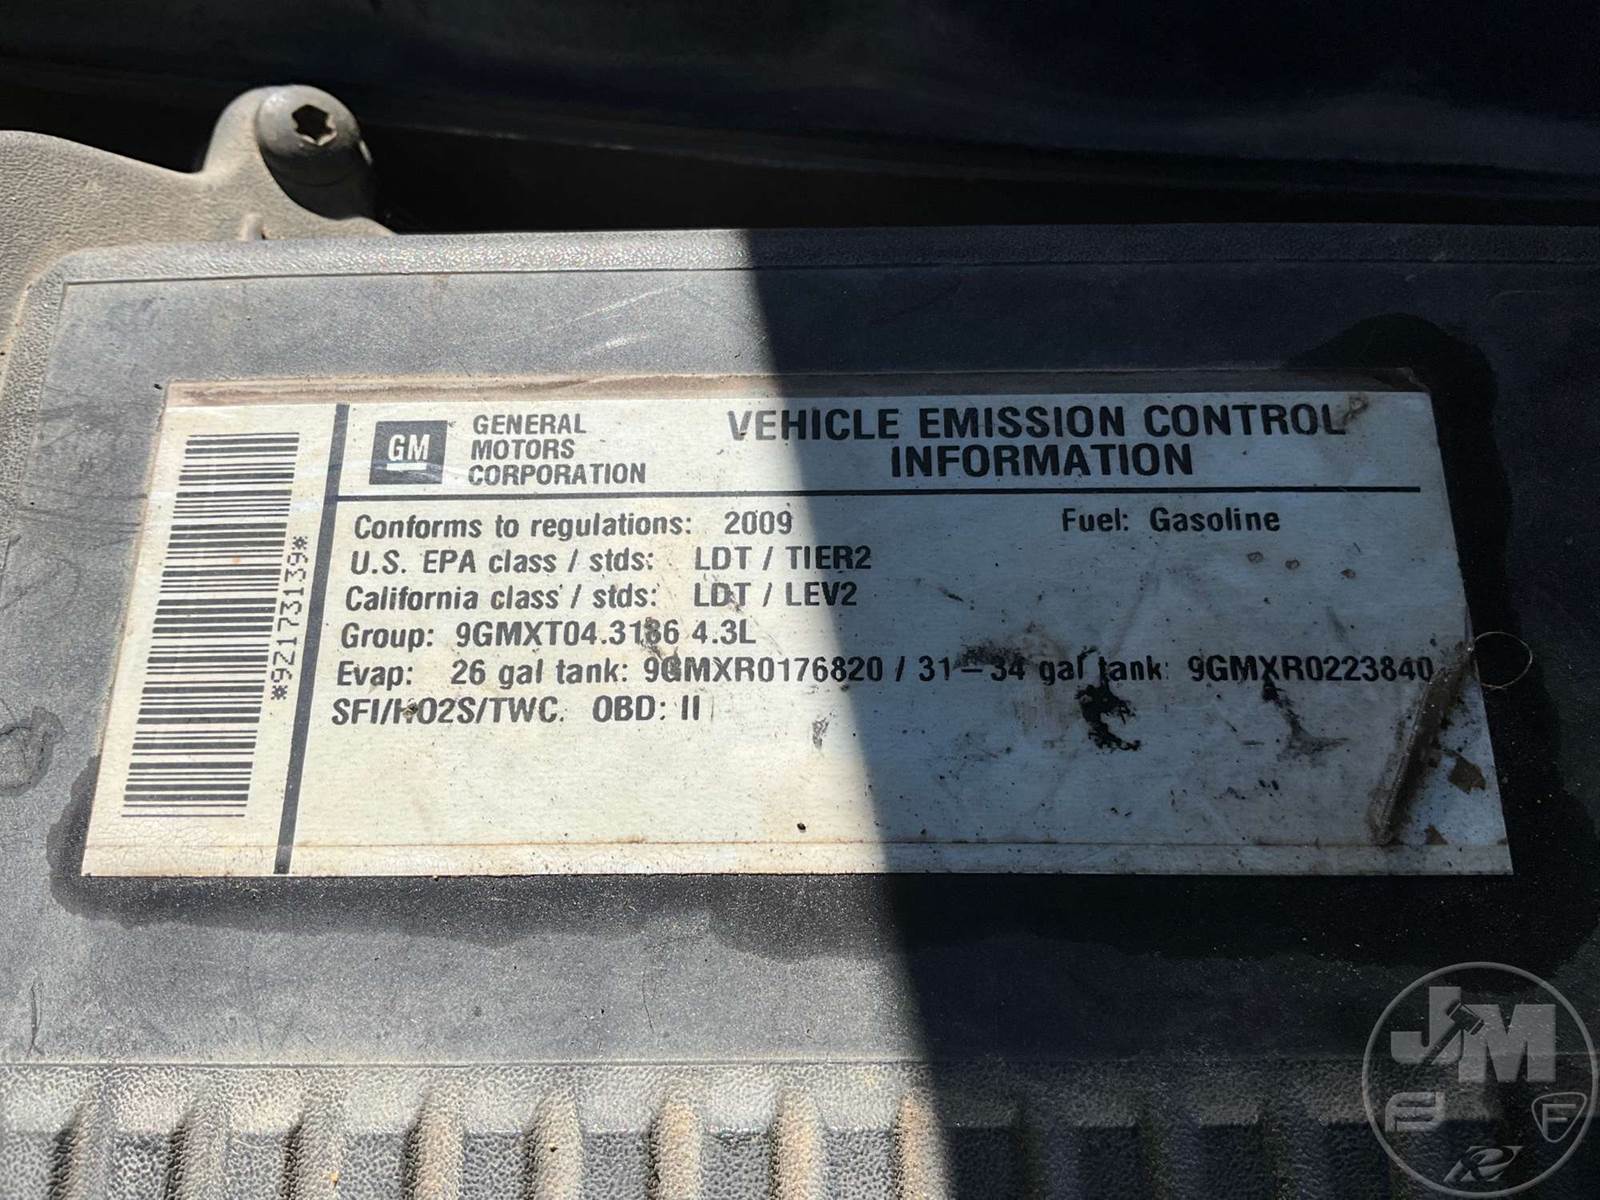 GM
GENERAL
MOTORS
CORPORATION
VEHICLE EMISSION CONTROL
INFORMATION
Conforms to regulations: 2009 Fuel: Gasoline
U.S. EPA class / stds: LDT / TIER2
California class / stds: LDT / LEV2
Group: 9GMXT04.3186 4.3L
Evap: 26 gal tank: 9GMXR0176820 / 31-34 gal tank: 9GMXR0223840
SFI/HO2S/TWC. OBD: II
*9Z173139*
JM
F